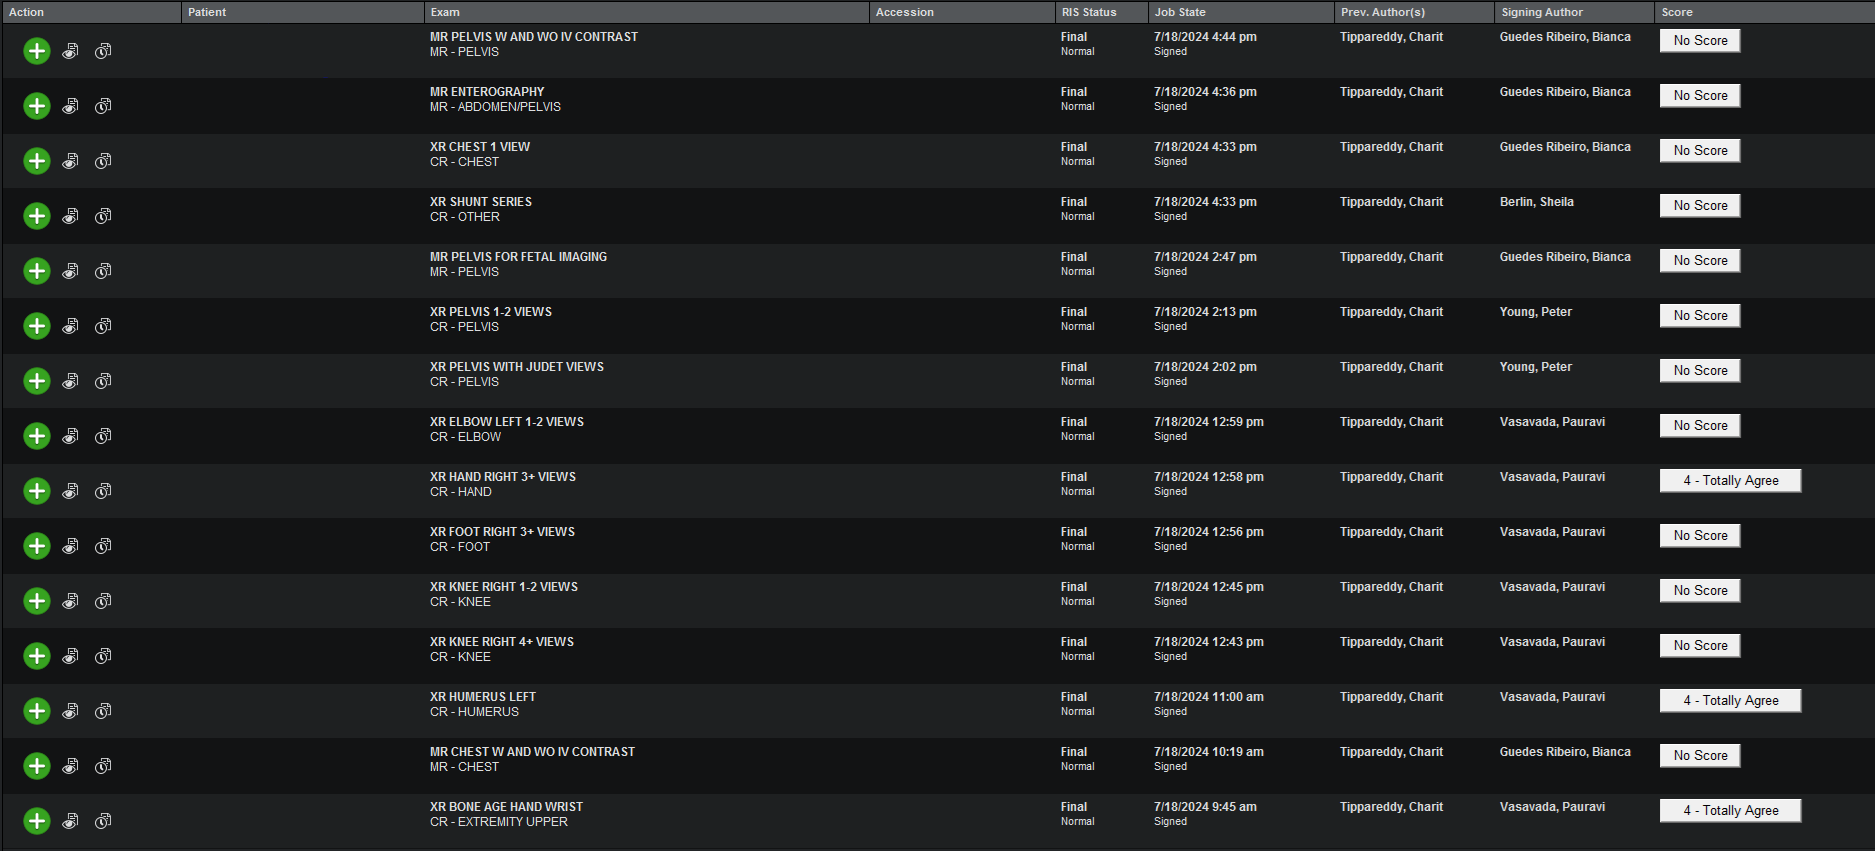 Action Patient Exam Accession RIS Status Job State Prev. Author(s) Signing Author Score
MR PELVIS W AND WO IV CONTRAST Final 7/18/2024 4:44 pm Tippareddy, Charit Guedes Ribeiro, Bianca No Score
MR - PELVIS Normal Signed
MR ENTEROGRAPHY Final 7/18/2024 4:36 pm Tippareddy, Charit Guedes Ribeiro, Bianca No Score
MR - ABDOMEN/PELVIS Normal Signed
XR CHEST 1 VIEW Final 7/18/2024 4:33 pm Tippareddy, Charit Guedes Ribeiro, Bianca No Score
CR - CHEST Normal Signed
XR SHUNT SERIES Final 7/18/2024 4:33 pm Tippareddy, Charit Berlin, Sheila No Score
CR - OTHER Normal Signed
MR PELVIS FOR FETAL IMAGING Final 7/18/2024 2:47 pm Tippareddy, Charit Guedes Ribeiro, Bianca No Score
MR - PELVIS Normal Signed
XR PELVIS 1-2 VIEWS Final 7/18/2024 2:13 pm Tippareddy, Charit Young, Peter No Score
CR - PELVIS Normal Signed
XR PELVIS WITH JUDET VIEWS Final 7/18/2024 2:02 pm Tippareddy, Charit Young, Peter No Score
CR - PELVIS Normal Signed
XR ELBOW LEFT 1-2 VIEWS Final 7/18/2024 12:59 pm Tippareddy, Charit Vasavada, Pauravi No Score
CR - ELBOW Normal Signed
XR HAND RIGHT 3+ VIEWS Final 7/18/2024 12:58 pm Tippareddy, Charit Vasavada, Pauravi 4 - Totally Agree
CR - HAND Normal Signed
XR FOOT RIGHT 3+ VIEWS Final 7/18/2024 12:56 pm Tippareddy, Charit Vasavada, Pauravi No Score
CR - FOOT Normal Signed
XR KNEE RIGHT 1-2 VIEWS Final 7/18/2024 12:45 pm Tippareddy, Charit Vasavada, Pauravi No Score
CR - KNEE Normal Signed
XR KNEE RIGHT 4+ VIEWS Final 7/18/2024 12:43 pm Tippareddy, Charit Vasavada, Pauravi No Score
CR - KNEE Normal Signed
XR HUMERUS LEFT Final 7/18/2024 11:00 am Tippareddy, Charit Vasavada, Pauravi 4 - Totally Agree
CR - HUMERUS Normal Signed
MR CHEST W AND WO IV CONTRAST Final 7/18/2024 10:19 am Tippareddy, Charit Guedes Ribeiro, Bianca No Score
MR - CHEST Normal Signed
XR BONE AGE HAND WRIST Final 7/18/2024 9:45 am Tippareddy, Charit Vasavada, Pauravi 4 - Totally Agree
CR - EXTREMITY UPPER Normal Signed